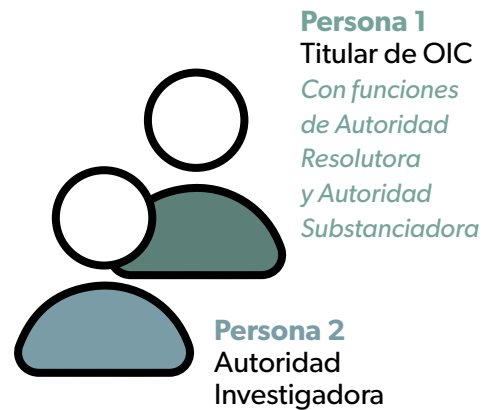 Persona 1
Titular de OIC
Con funciones
de Autoridad
Resolutora
y Autoridad
Substanciadora
Persona 2
Autoridad
Investigadora